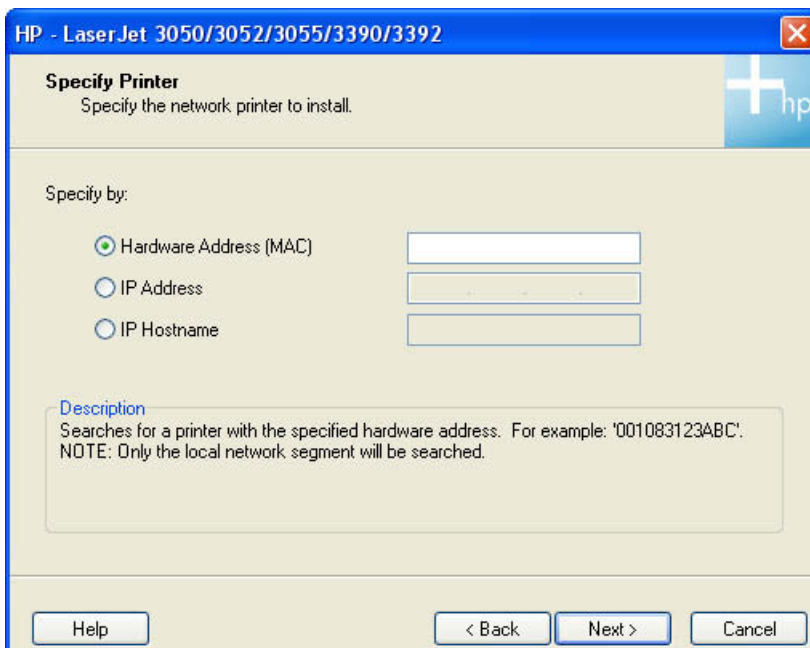 HP - LaserJet 3050/3052/3055/3390/3392
Specify Printer
Specify the network printer to install.
hp
Specify by:
Hardware Address (MAC)
IP Address
. . .
IP Hostname
Description
Searches for a printer with the specified hardware address. For example: '001083123ABC'.
NOTE: Only the local network segment will be searched.
Help
< Back
Next >
Cancel